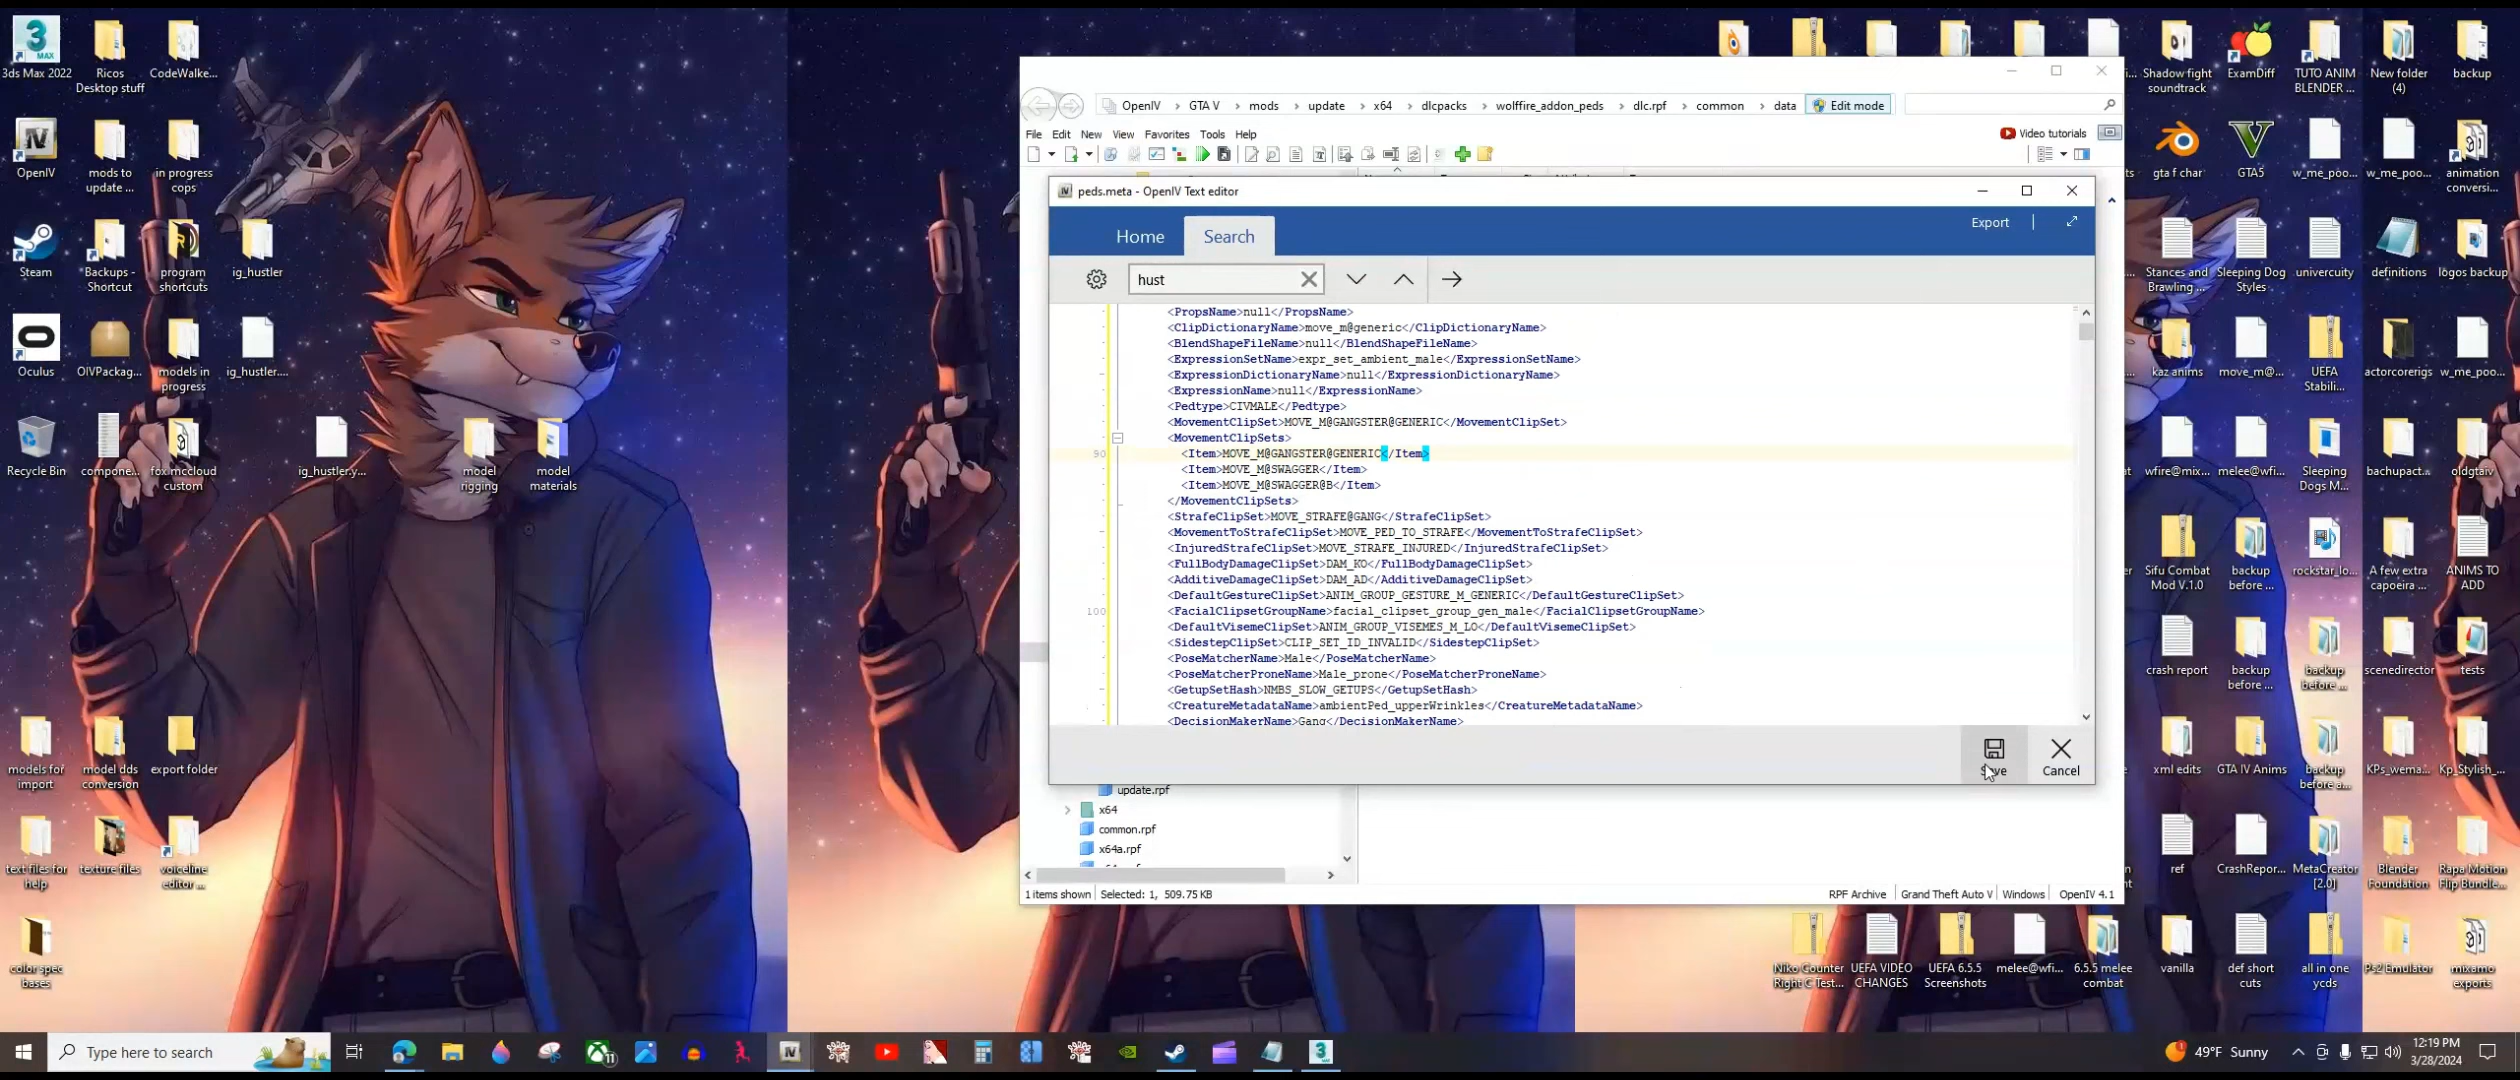 3ds Max 2022
Ricos Desktop stuff
CodeWalke...
OpenIV
mods to update ...
in progress cops
Steam
Backups - Shortcut
program shortcuts
ig_hustler
Oculus
OIVPackag...
models in progress
ig_hustler....
Recycle Bin
compone...
fox mccloud custom
ig_hustler.y...
model rigging
model materials
models for import
model dds conversion
export folder
text files for help
texture files
voiceline editor ...
color spec bases
OpenIV > GTA V > mods > update > x64 > dlcpacks > wolffire_addon_peds > dlc.rpf > common > data
Edit mode
File Edit New View Favorites Tools Help
Video tutorials
peds.meta - OpenIV Text editor
Home
Search
Export
hust
<PropsName>null</PropsName>
<ClipDictionaryName>move_m@generic</ClipDictionaryName>
<BlendShapeFileName>null</BlendShapeFileName>
<ExpressionSetName>expr_set_ambient_male</ExpressionSetName>
<ExpressionDictionaryName>null</ExpressionDictionaryName>
<ExpressionName>null</ExpressionName>
<Pedtype>CIVMALE</Pedtype>
<MovementClipSet>MOVE_M@GANGSTER@GENERIC</MovementClipSet>
<MovementClipSets>
90 <Item>MOVE_M@GANGSTER@GENERIC</Item>
<Item>MOVE_M@SWAGGER</Item>
<Item>MOVE_M@SWAGGER@B</Item>
</MovementClipSets>
<StrafeClipSet>MOVE_STRAFE@GANG</StrafeClipSet>
<MovementToStrafeClipSet>MOVE_PED_TO_STRAFE</MovementToStrafeClipSet>
<InjuredStrafeClipSet>MOVE_STRAFE_INJURED</InjuredStrafeClipSet>
<FullBodyDamageClipSet>DAM_KO</FullBodyDamageClipSet>
<AdditiveDamageClipSet>DAM_AD</AdditiveDamageClipSet>
<DefaultGestureClipSet>ANIM_GROUP_GESTURE_M_GENERIC</DefaultGestureClipSet>
100 <FacialClipsetGroupName>facial_clipset_group_gen_male</FacialClipsetGroupName>
<DefaultVisemeClipSet>ANIM_GROUP_VISEMES_M_LO</DefaultVisemeClipSet>
<SidestepClipSet>CLIP_SET_ID_INVALID</SidestepClipSet>
<PoseMatcherName>Male</PoseMatcherName>
<PoseMatcherProneName>Male_prone</PoseMatcherProneName>
<GetupSetHash>NMBS_SLOW_GETUPS</GetupSetHash>
<CreatureMetadataName>ambientPed_upperWrinkles</CreatureMetadataName>
<DecisionMakerName>Gang</DecisionMakerName>
Save
Cancel
update.rpf
x64
common.rpf
x64a.rpf
1 items shown
Selected: 1, 509.75 KB
RPF Archive
Grand Theft Auto V
Windows
OpenIV 4.1
Shadow fight soundtrack
ExamDiff
TUTO ANIM BLENDER ...
New folder (4)
backup
gta f char
GTA5
w_me_poo...
w_me_poo...
animation conversi...
Stances and Brawling ...
Sleeping Dog Styles
univercuity
definitions
logos backup
kaz anims
move_m@...
UEFA Stabili...
actorcorerigs
w_me_poo...
wfire@mix...
melee@wf...
Sleeping Dogs M...
bachupact...
oldgtaiv
Sifu Combat Mod V.1.0
backup before ...
rockstar_lo...
A few extra capoeira ...
ANIMS TO ADD
crash report
backup before ...
backup before ...
scenedirector
tests
xml edits
GTA IV Anims
backup before a...
KPs_wema...
Kp_Stylish_...
ref
CrashRepor...
MetaCreator [2.0]
Blender Foundation
Rapa Motion Flip Bundle...
Niko Counter Right C Test...
UEFA VIDEO CHANGES
UEFA 6.5.5 Screenshots
melee@wfi...
6.5.5 melee combat
vanilla
def short cuts
all in one ycds
Ps2 Emulator
mixamo exports
Type here to search
11
49°F Sunny
12:19 PM
3/28/2024